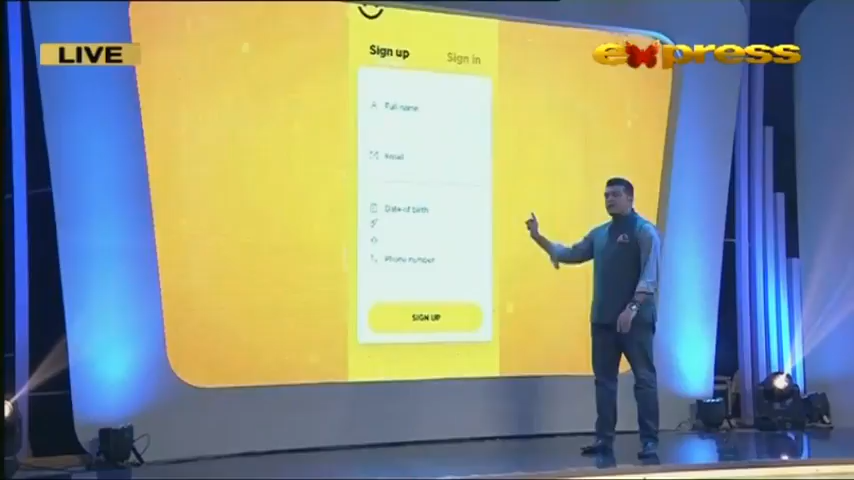 LIVE
express
Sign up
Sign in
Full name
Email
Date of birth
Phone number
SIGN UP